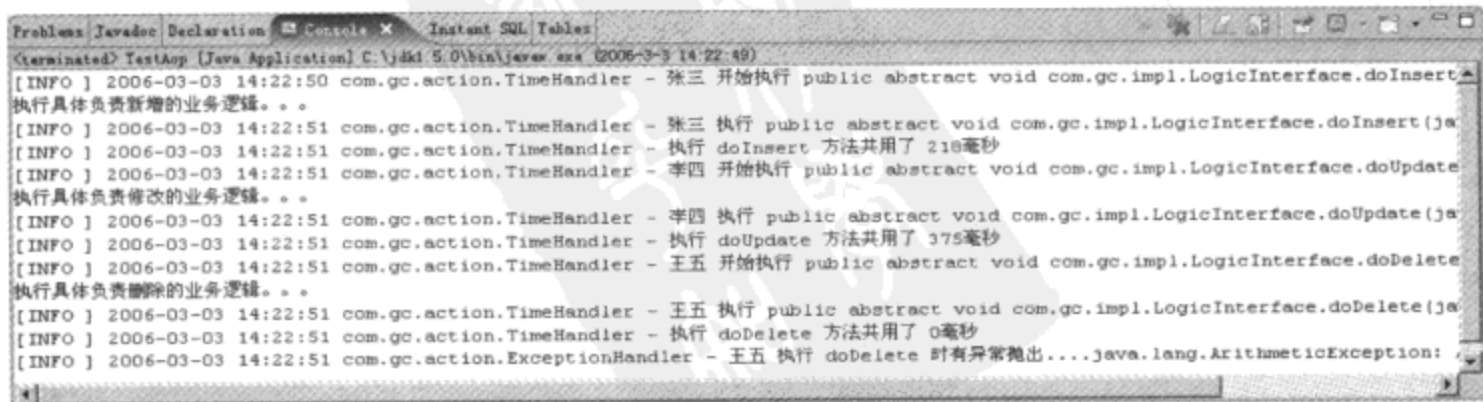 Problems Javadoc Declaration Console Instant SQL Tables
<terminated> TestAop [Java Application] C:\jdk1.5.0\bin\javaw.exe (2006-3-3 14:22:49)
[INFO ] 2006-03-03 14:22:50 com.gc.action.TimeHandler - 张三 开始执行 public abstract void com.gc.impl.LogicInterface.doInsert
执行具体负责新增的业务逻辑。。。
[INFO ] 2006-03-03 14:22:51 com.gc.action.TimeHandler - 张三 执行 public abstract void com.gc.impl.LogicInterface.doInsert(ja
[INFO ] 2006-03-03 14:22:51 com.gc.action.TimeHandler - 执行 doInsert 方法共用了 218毫秒
[INFO ] 2006-03-03 14:22:51 com.gc.action.TimeHandler - 李四 开始执行 public abstract void com.gc.impl.LogicInterface.doUpdate
执行具体负责修改的业务逻辑。。。
[INFO ] 2006-03-03 14:22:51 com.gc.action.TimeHandler - 李四 执行 public abstract void com.gc.impl.LogicInterface.doUpdate(ja
[INFO ] 2006-03-03 14:22:51 com.gc.action.TimeHandler - 执行 doUpdate 方法共用了 375毫秒
[INFO ] 2006-03-03 14:22:51 com.gc.action.TimeHandler - 王五 开始执行 public abstract void com.gc.impl.LogicInterface.doDelete
执行具体负责删除的业务逻辑。。。
[INFO ] 2006-03-03 14:22:51 com.gc.action.TimeHandler - 王五 执行 public abstract void com.gc.impl.LogicInterface.doDelete(ja
[INFO ] 2006-03-03 14:22:51 com.gc.action.TimeHandler - 执行 doDelete 方法共用了 0毫秒
[INFO ] 2006-03-03 14:22:51 com.gc.action.ExceptionHandler - 王五 执行 doDelete 时有异常抛出....java.lang.ArithmeticException: /